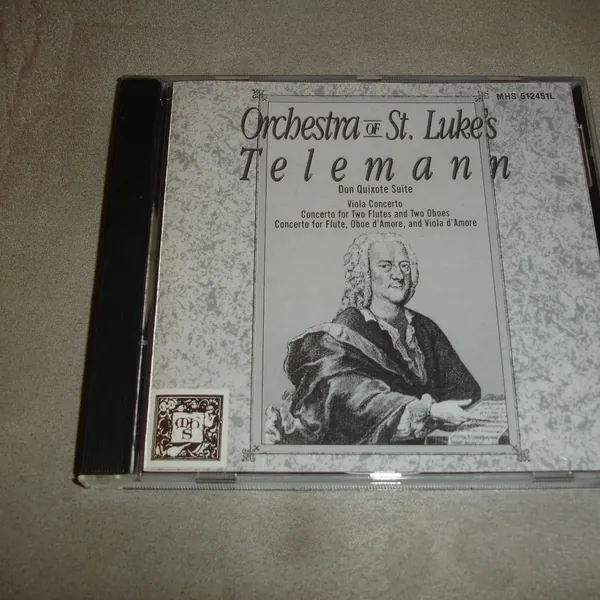 MHS 512451L
Orchestra OF St. Luke's
Telemann
Don Quixote Suite
Viola Concerto
Concerto for Two Flutes and Two Oboes
Concerto for Flute, Oboe d'Amore, and Viola d'Amore
mh
S